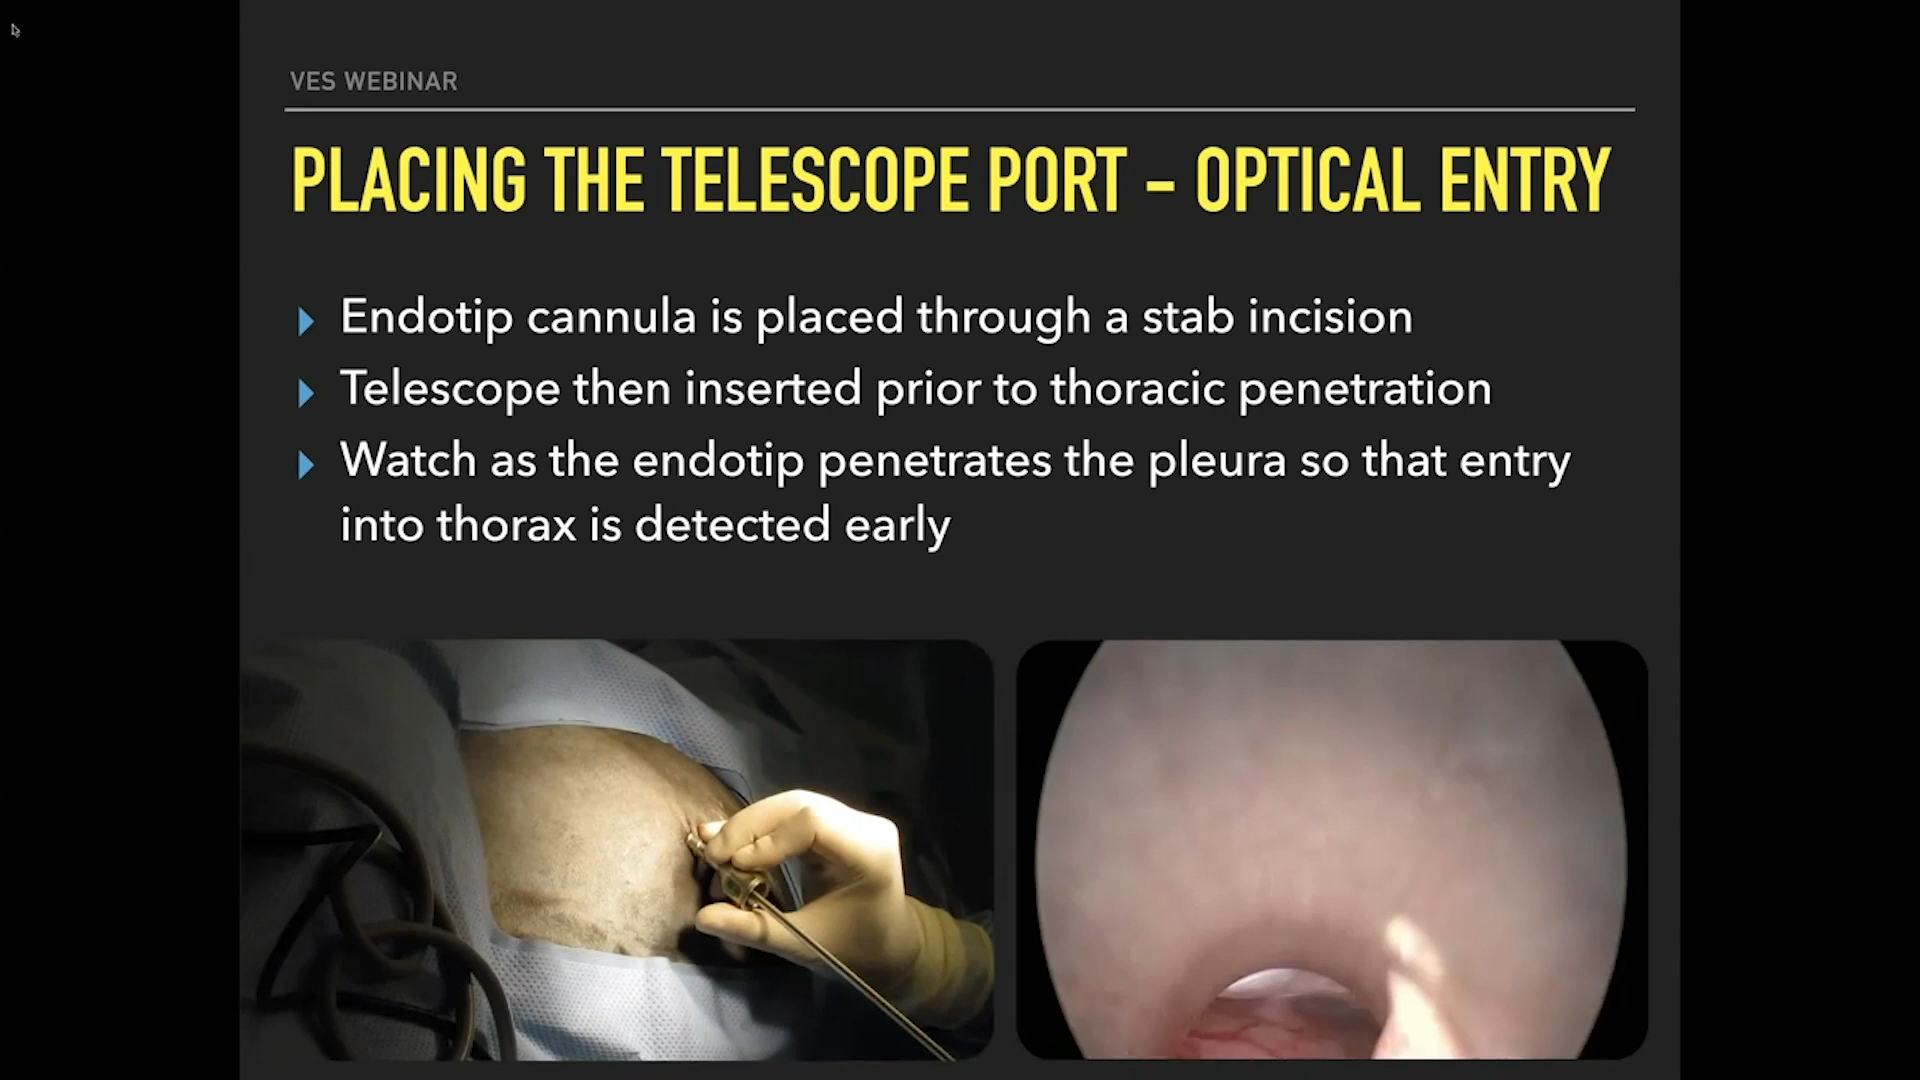 VES WEBINAR
PLACING THE TELESCOPE PORT - OPTICAL ENTRY
Endotip cannula is placed through a stab incision
Telescope then inserted prior to thoracic penetration
Watch as the endotip penetrates the pleura so that entry
into thorax is detected early